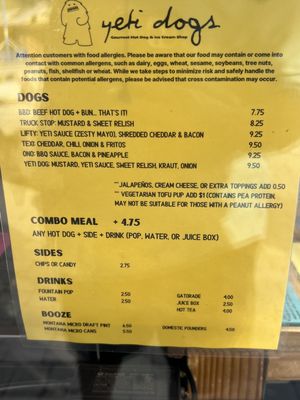 yeti dogs
Gourmet Hot Dog & Ice Cream Shop
Attention customers with food allergies. Please be aware that our food may contain or come into
contact with common allergens, such as dairy, eggs, wheat, sesame, soybeans, tree nuts,
peanuts, fish, shellfish or wheat. While we take steps to minimize risk and safely handle the
foods that contain potential allergens, please be advised that cross contamination may occur.
DOGS
BBD: BEEF HOT DOG + BUN... THAT'S IT! 7.75
TRUCK STOP: MUSTARD & SWEET RELISH 8.25
LIFTY: YETI SAUCE (ZESTY MAYO), SHREDDED CHEDDAR & BACON 9.25
TEX: CHEDDAR, CHILI, ONION & FRITOS 9.50
ONO: BBQ SAUCE, BACON & PINEAPPLE 9.25
YETI DOG: MUSTARD, YETI SAUCE, SWEET RELISH, KRAUT, ONION 9.50
**JALAPEÑOS, CREAM CHEESE, OR EXTRA TOPPINGS ADD 0.50
** VEGETARIAN TOFU PUP ADD $1 (CONTAINS PEA PROTEIN.
MAY NOT BE SUITABLE FOR THOSE WITH A PEANUT ALLERGY)
COMBO MEAL + 4.75
ANY HOT DOG + SIDE + DRINK (POP, WATER, OR JUICE BOX)
SIDES
CHIPS OR CANDY 2.75
DRINKS
FOUNTAIN POP 2.50
WATER 2.50
GATORADE 4.00
JUICE BOX 2.50
HOT TEA 4.00
BOOZE
MONTANA MICRO DRAFT PINT 6.50
MONTANA MICRO CANS 5.50
DOMESTIC POUNDERS 4.50